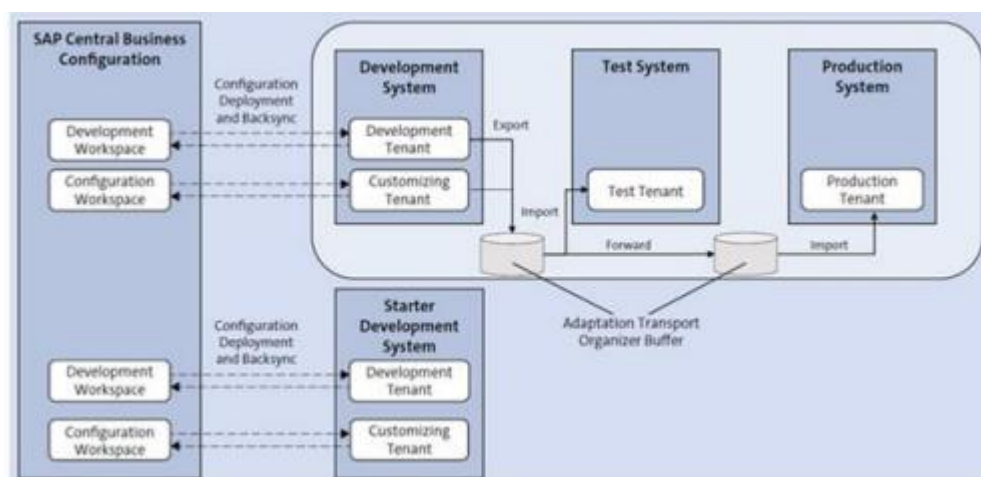 SAP Central Business
Configuration
Configuration
Deployment
and Backsync
Development
Workspace
Configuration
Workspace
Development
System
Development
Tenant
Customizing
Tenant
Export
Import
Test System
Test Tenant
Forward
Production
System
Production
Tenant
Import
Adaptation Transport
Organizer Buffer
Configuration
Deployment
and Backsync
Development
Workspace
Configuration
Workspace
Starter
Development
System
Development
Tenant
Customizing
Tenant